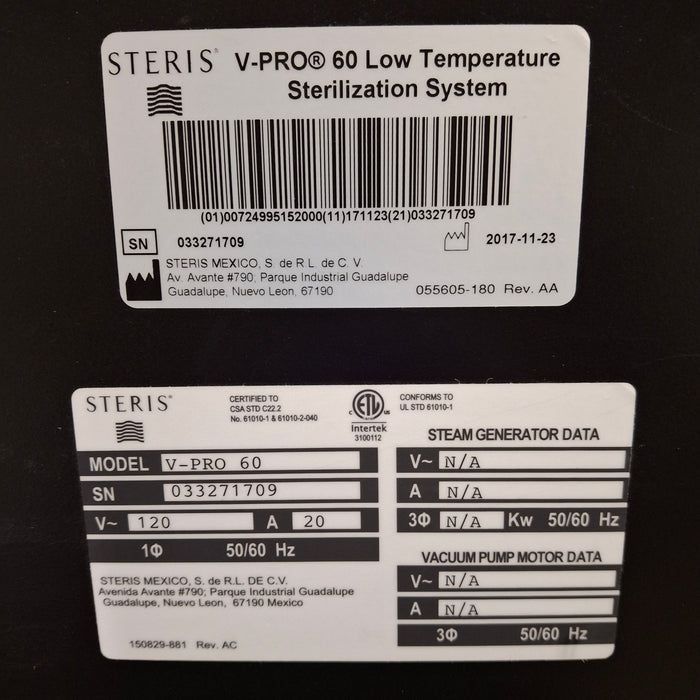 STERIS® V-PRO® 60 Low Temperature
Sterilization System
(01)00724995152000(11)171123(21)033271709
SN 033271709 2017-11-23
STERIS MEXICO, S. de R.L. de C. V.
Av. Avante #790; Parque Industrial Guadalupe
Guadalupe, Nuevo Leon, 67190
055605-180 Rev. AA
STERIS®
CERTIFIED TO
CSA STD C22.2
No. 61010-1 & 61010-2-040
ETL
C US
Intertek
3100112
CONFORMS TO
UL STD 61010-1
MODEL V-PRO 60
SN 033271709
V~ 120 A 20
1Φ 50/60 Hz
STERIS MEXICO, S. de R.L. DE C.V.
Avenida Avante #790; Parque Industrial Guadalupe
Guadalupe, Nuevo Leon, 67190 Mexico
150829-881 Rev. AC
STEAM GENERATOR DATA
V~ N/A
A N/A
3Φ N/A Kw 50/60 Hz
VACUUM PUMP MOTOR DATA
V~ N/A
A N/A
3Φ 50/60 Hz